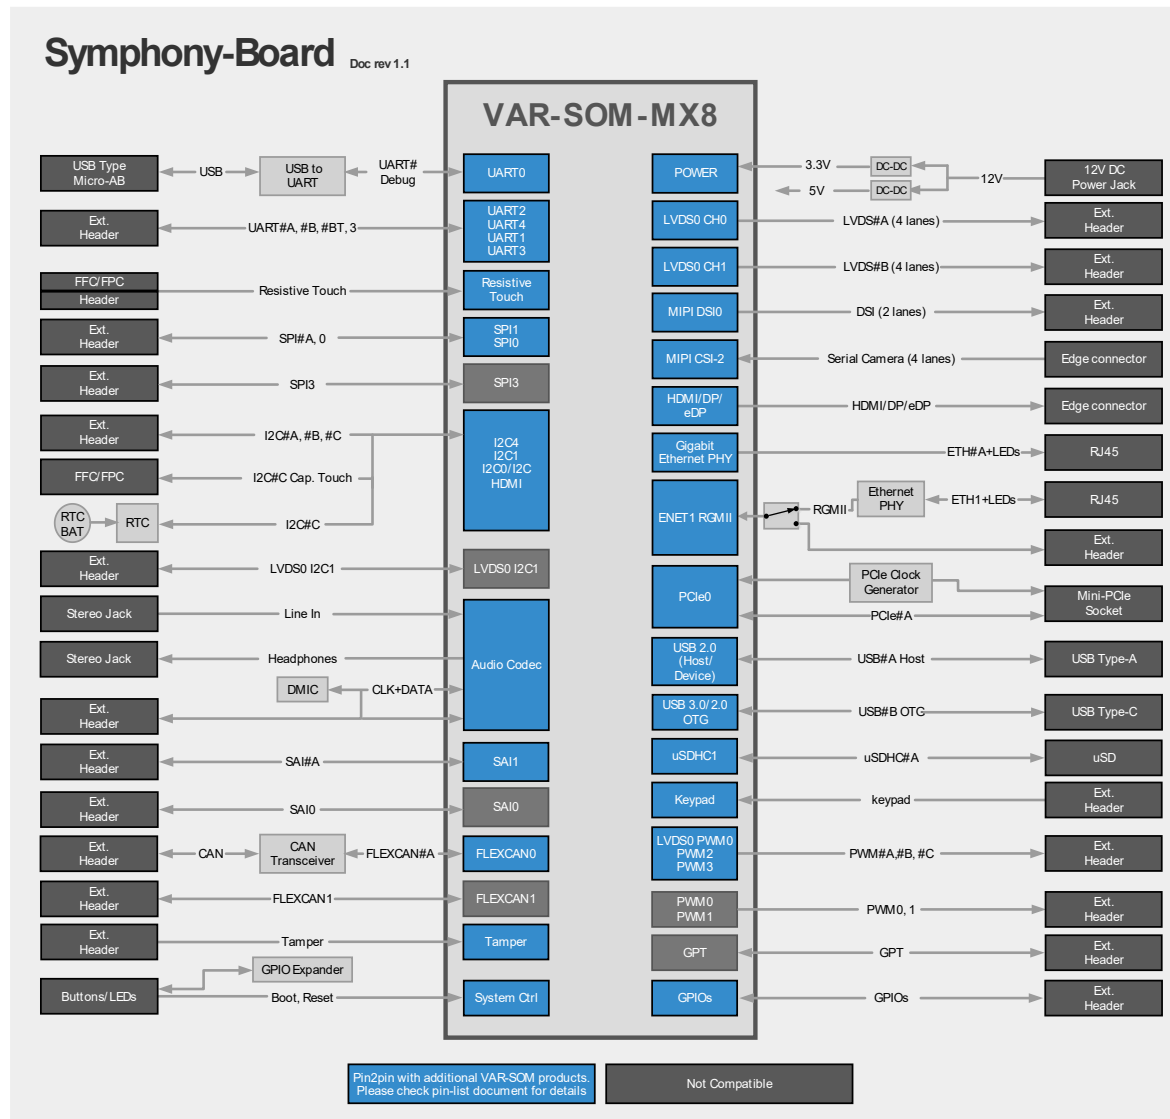 Symphony-Board Doc rev 1.1
VAR-SOM-MX8
USB Type
Micro-AB
USB
USB to
UART
UART#
Debug
UART0
Ext.
Header
UART#A, #B, #BT, 3
UART2
UART4
UART1
UART3
FFC/FPC
Header
Resistive Touch
Resistive
Touch
Ext.
Header
SPI#A, 0
SPI1
SPI0
Ext.
Header
SPI3
SPI3
Ext.
Header
I2C#A, #B, #C
I2C4
I2C1
I2C0/I2C
HDMI
FFC/FPC
I2C#C Cap. Touch
RTC
BAT
RTC
I2C#C
Ext.
Header
LVDS0 I2C1
LVDS0 I2C1
Stereo Jack
Line In
Audio Codec
Stereo Jack
Headphones
DMIC
CLK+DATA
Ext.
Header
Ext.
Header
SAI#A
SAI1
Ext.
Header
SAI0
SAI0
Ext.
Header
CAN
CAN
Transceiver
FLEXCAN#A
FLEXCAN0
Ext.
Header
FLEXCAN1
FLEXCAN1
Ext.
Header
Tamper
Tamper
GPIO Expander
Buttons/LEDs
Boot, Reset
System Ctrl
POWER
3.3V
DC-DC
5V
DC-DC
12V
12V DC
Power Jack
LVDS0 CH0
LVDS#A (4 lanes)
Ext.
Header
LVDS0 CH1
LVDS#B (4 lanes)
Ext.
Header
MIPI DSI0
DSI (2 lanes)
Ext.
Header
MIPI CSI-2
Serial Camera (4 lanes)
Edge connector
HDMI/DP/
eDP
HDMI/DP/eDP
Edge connector
Gigabit
Ethernet PHY
ETH#A+LEDs
RJ45
ENET1 RGMII
RGMII
Ethernet
PHY
ETH1+LEDs
RJ45
Ext.
Header
PCIe0
PCIe Clock
Generator
PCIe#A
Mini-PCIe
Socket
USB 2.0
(Host/
Device)
USB#A Host
USB Type-A
USB 3.0/2.0
OTG
USB#B OTG
USB Type-C
uSDHC1
uSDHC#A
uSD
Keypad
keypad
Ext.
Header
LVDS0 PWM0
PWM2
PWM3
PWM#A,#B, #C
Ext.
Header
PWM0
PWM1
PWM0, 1
Ext.
Header
GPT
GPT
Ext.
Header
GPIOs
GPIOs
Ext.
Header
Pin2pin with additional VAR-SOM products.
Please check pin-list document for details
Not Compatible